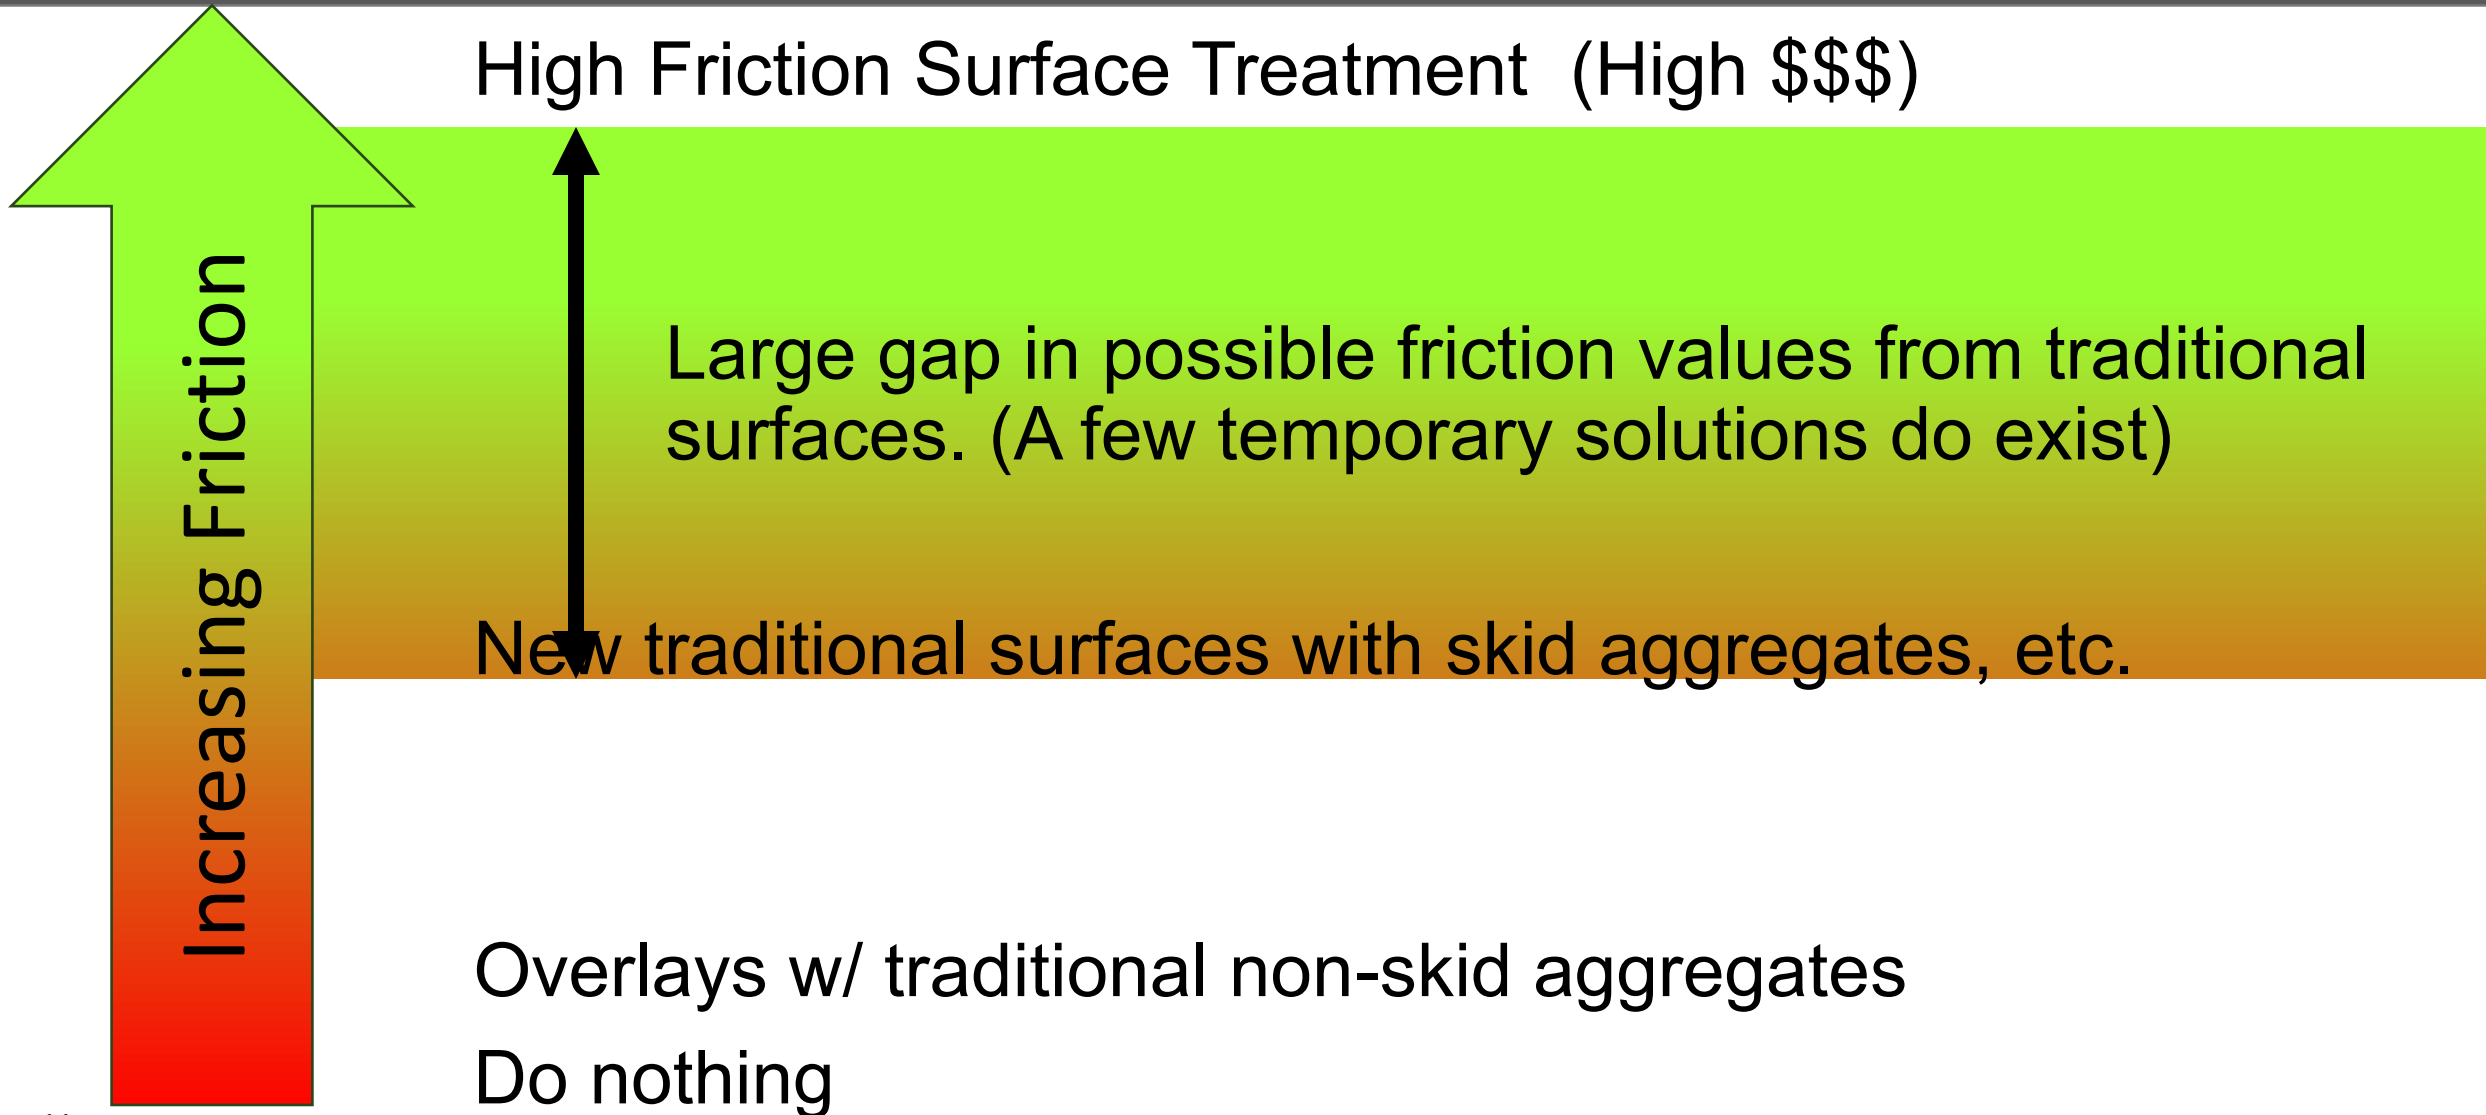 High Friction Surface Treatment  (High $$$)
Increasing Friction
Large gap in possible friction values from traditional
surfaces. (A few temporary solutions do exist)
New traditional surfaces with skid aggregates, etc.
Overlays w/ traditional non-skid aggregates
Do nothing